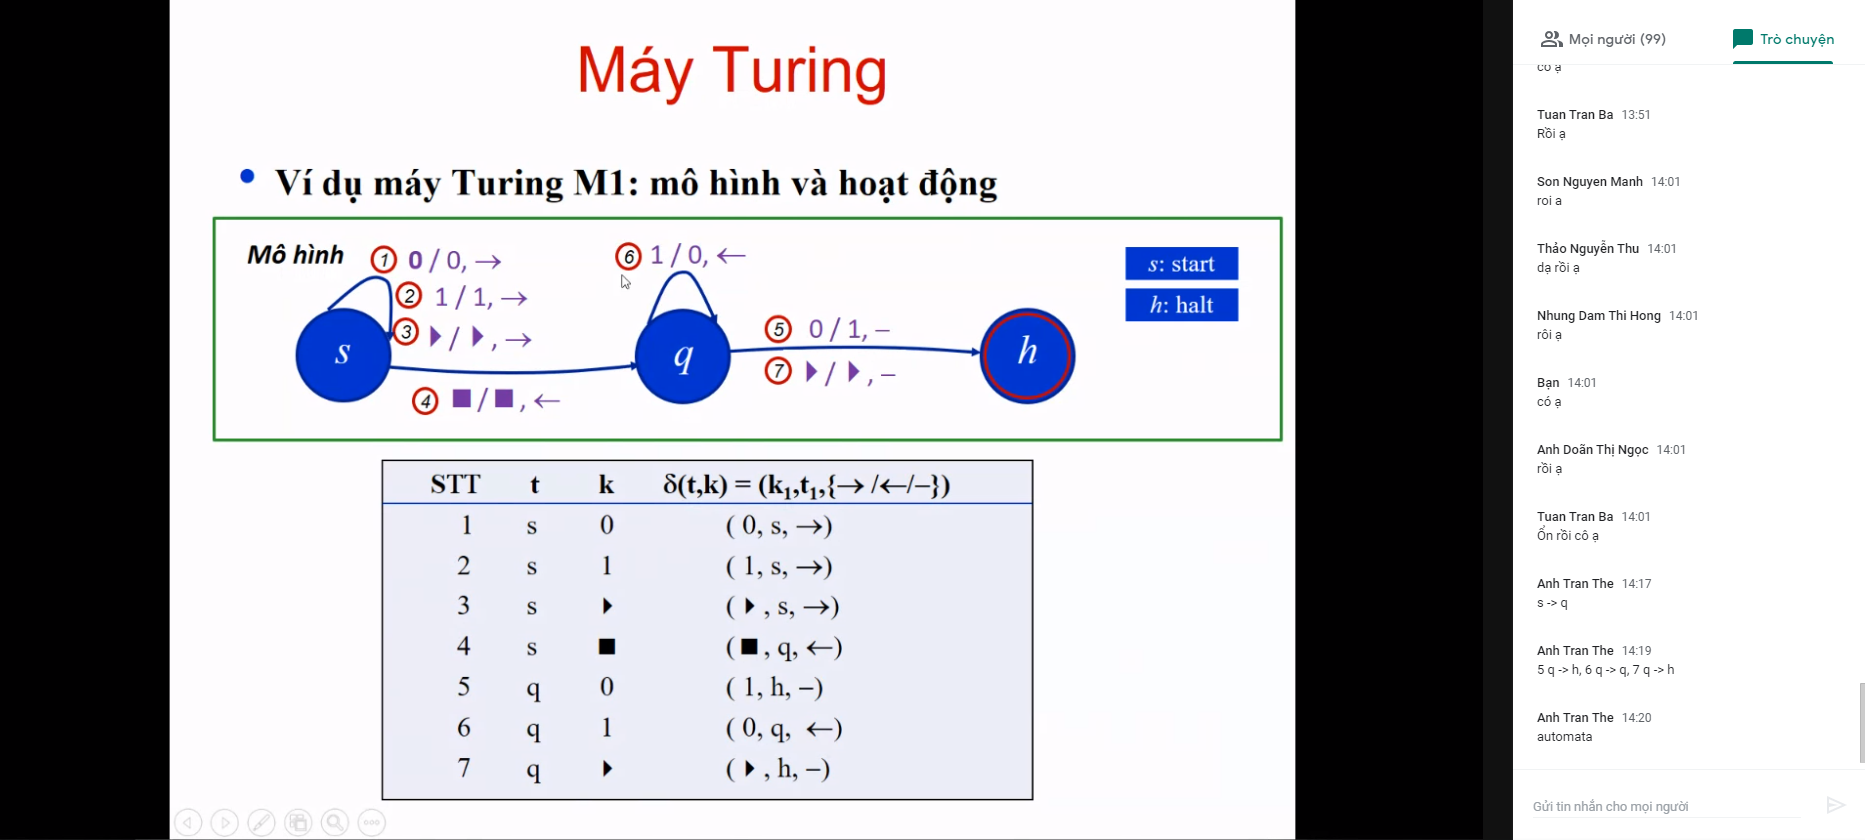 Máy Turing
• Ví dụ máy Turing M1: mô hình và hoạt động
Mô hình
1 0 / 0, →
2 1 / 1, →
3 ▶ / ▶, →
s
4 ■ / ■, ←
6 1 / 0, ←
q
5 0 / 1, –
7 ▶ / ▶, –
h
s: start
h: halt
STT t k δ(t,k) = (k₁,t₁,{→ /←/–})
1 s 0 ( 0, s, →)
2 s 1 ( 1, s, →)
3 s ▶ ( ▶ , s, →)
4 s ■ ( ■ , q, ←)
5 q 0 ( 1, h, –)
6 q 1 ( 0, q, ←)
7 q ▶ ( ▶ , h, –)
Mọi người (99)
Trò chuyện
có ạ
Tuan Tran Ba 13:51
Rồi ạ
Son Nguyen Manh 14:01
roi a
Thảo Nguyễn Thu 14:01
dạ rồi ạ
Nhung Dam Thi Hong 14:01
rôi ạ
Bạn 14:01
có ạ
Anh Doãn Thị Ngọc 14:01
rồi ạ
Tuan Tran Ba 14:01
Ổn rồi cô ạ
Anh Tran The 14:17
s -> q
Anh Tran The 14:19
5 q -> h, 6 q -> q, 7 q -> h
Anh Tran The 14:20
automata
Gửi tin nhắn cho mọi người